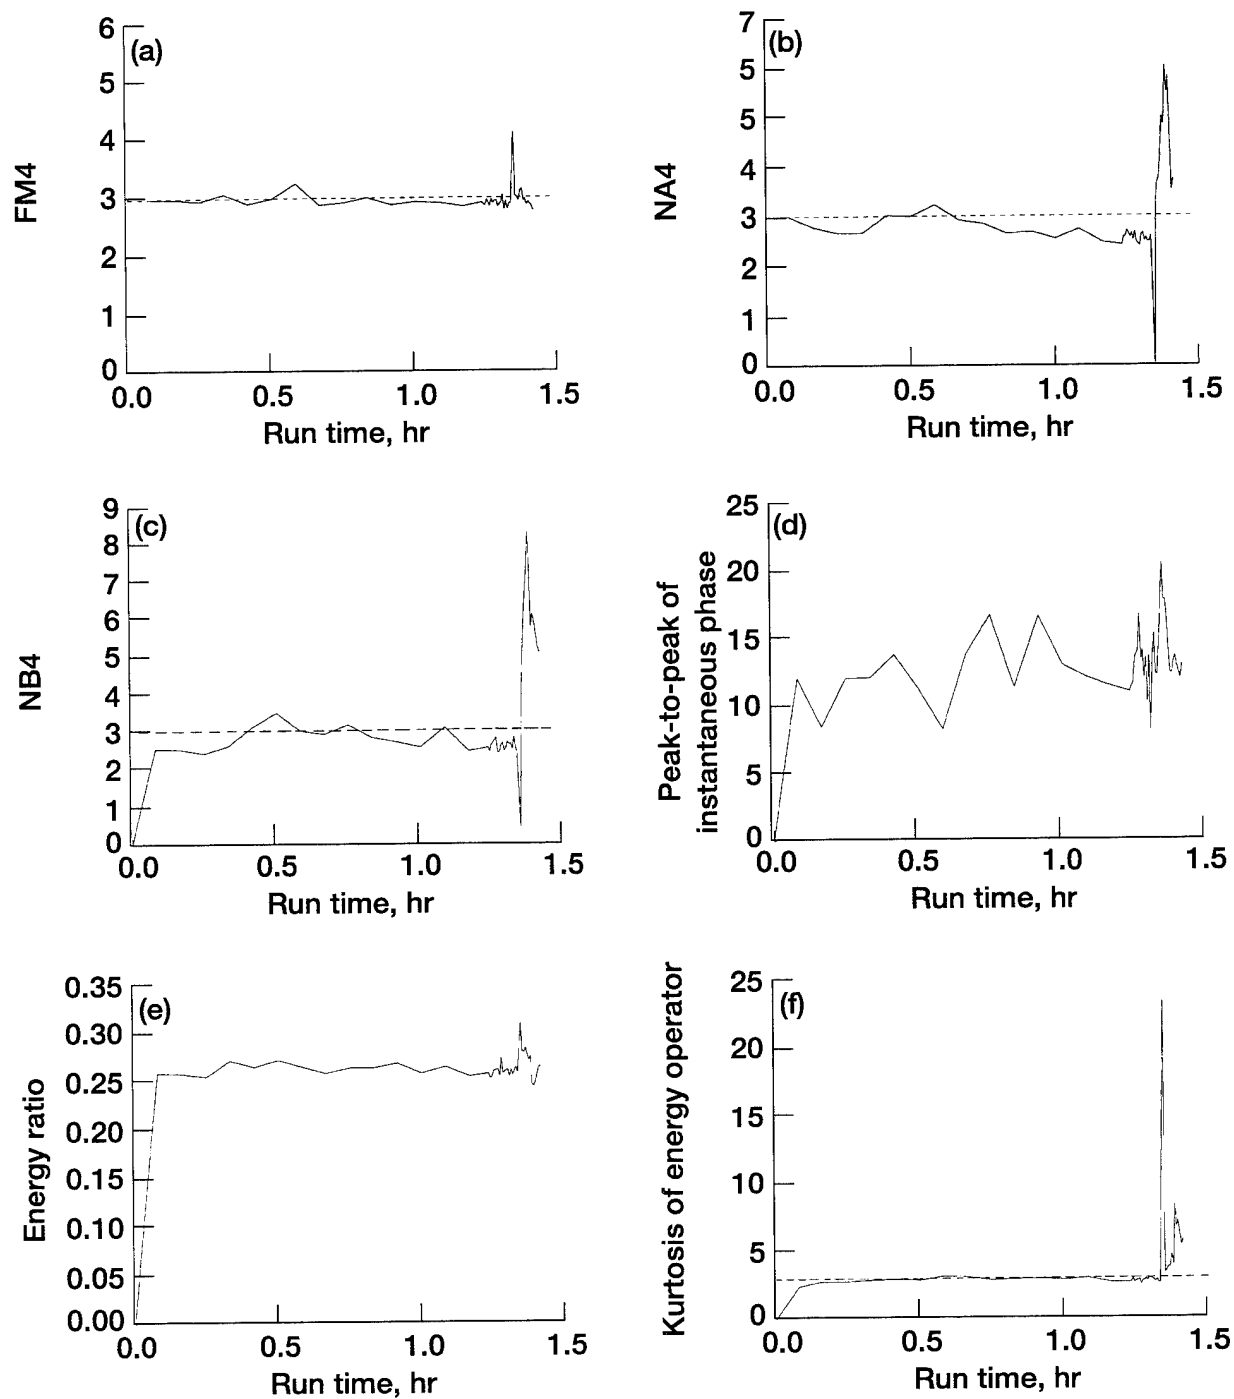 (a)
FM4
6
5
4
3
2
1
0
0.0 0.5 1.0 1.5
Run time, hr
(b)
NA4
7
5
5
4
3
2
1
0
0.0 0.5 1.0 1.5
Run time, hr
(c)
NB4
9
8
7
6
5
4
3
2
1
0
0.0 0.5 1.0 1.5
Run time, hr
(d)
Peak-to-peak of
instantaneous phase
25
20
15
10
5
0
0.0 0.5 1.0 1.5
Run time, hr
(e)
Energy ratio
0.35
0.30
0.25
0.20
0.15
0.10
0.05
0.00
0.0 0.5 1.0 1.5
Run time, hr
(f)
Kurtosis of energy operator
25
20
15
10
5
0
0.0 0.5 1.0 1.5
Run time, hr